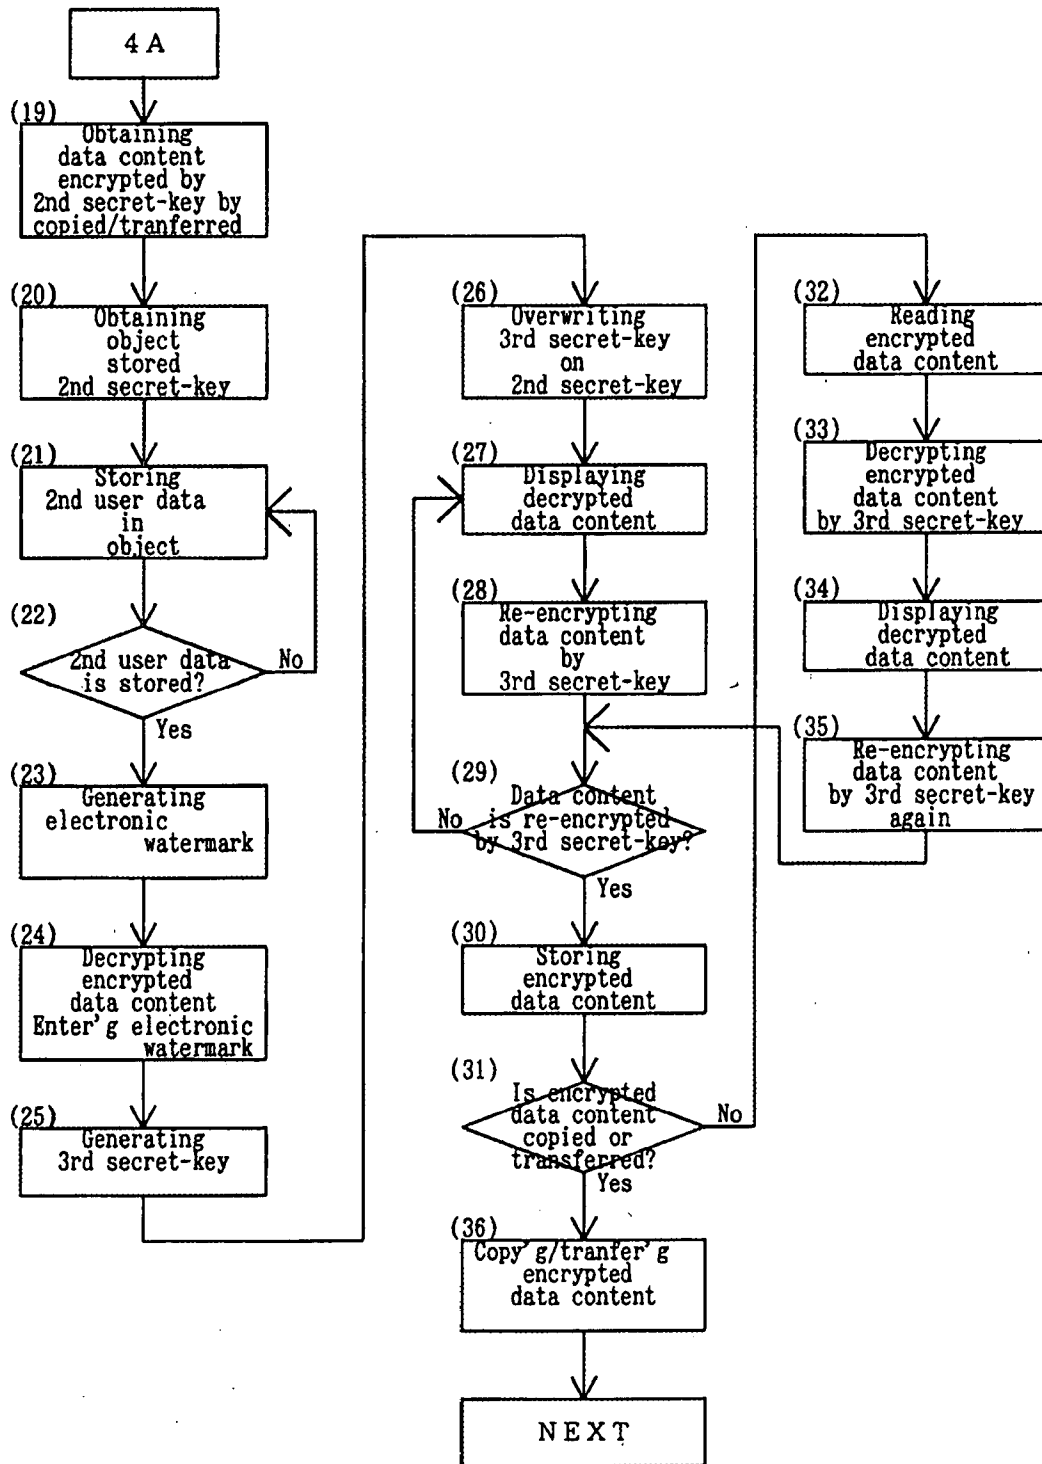 4A
(19)
Obtaining
data content
encrypted by
2nd secret-key by
copied/tranferred
(20)
Obtaining
object
stored
2nd secret-key
(21)
Storing
2nd user data
in
object
(22)
2nd user data
is stored?
No
Yes
(23)
Generating
electronic
watermark
(24)
Decrypting
encrypted
data content
Enter'g electronic
watermark
(25)
Generating
3rd secret-key
(26)
Overwriting
3rd secret-key
on
2nd secret-key
(27)
Displaying
decrypted
data content
(28)
Re-encrypting
data content
by
3rd secret-key
(29)
Data content
is re-encrypted
by 3rd secret-key?
No
Yes
(30)
Storing
encrypted
data content
(31)
Is encrypted
data content
copied or
transferred?
No
Yes
(36)
Copy'g/tranfer'g
encrypted
data content
NEXT
(32)
Reading
encrypted
data content
(33)
Decrypting
encrypted
data content
by 3rd secret-key
(34)
Displaying
decrypted
data content
(35)
Re-encrypting
data content
by 3rd secret-key
again